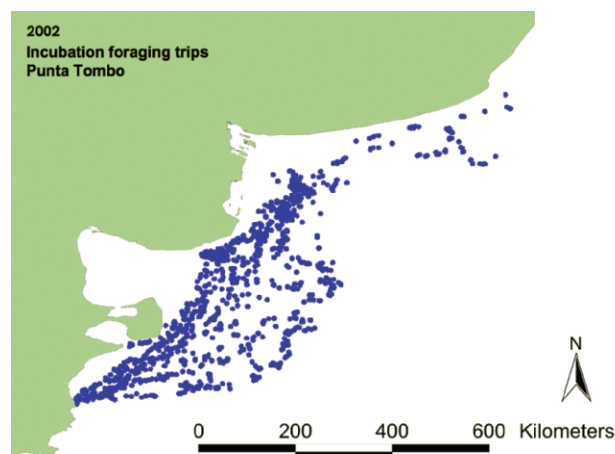 2002
Incubation foraging trips
Punta Tombo
N
0 200 400 600 Kilometers